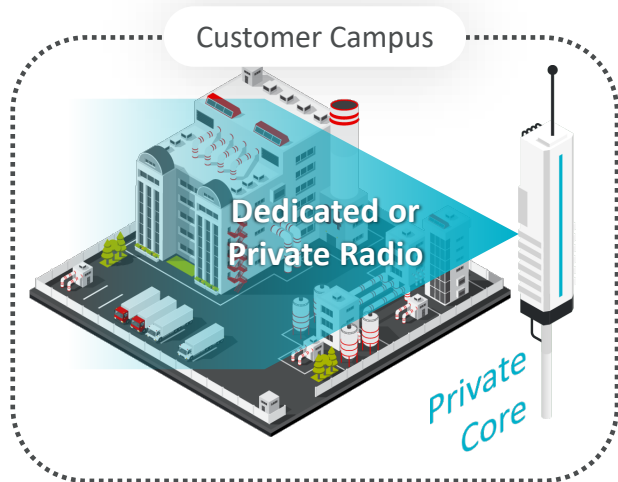 Customer Campus
Dedicated or
Private Radio
Private
Core